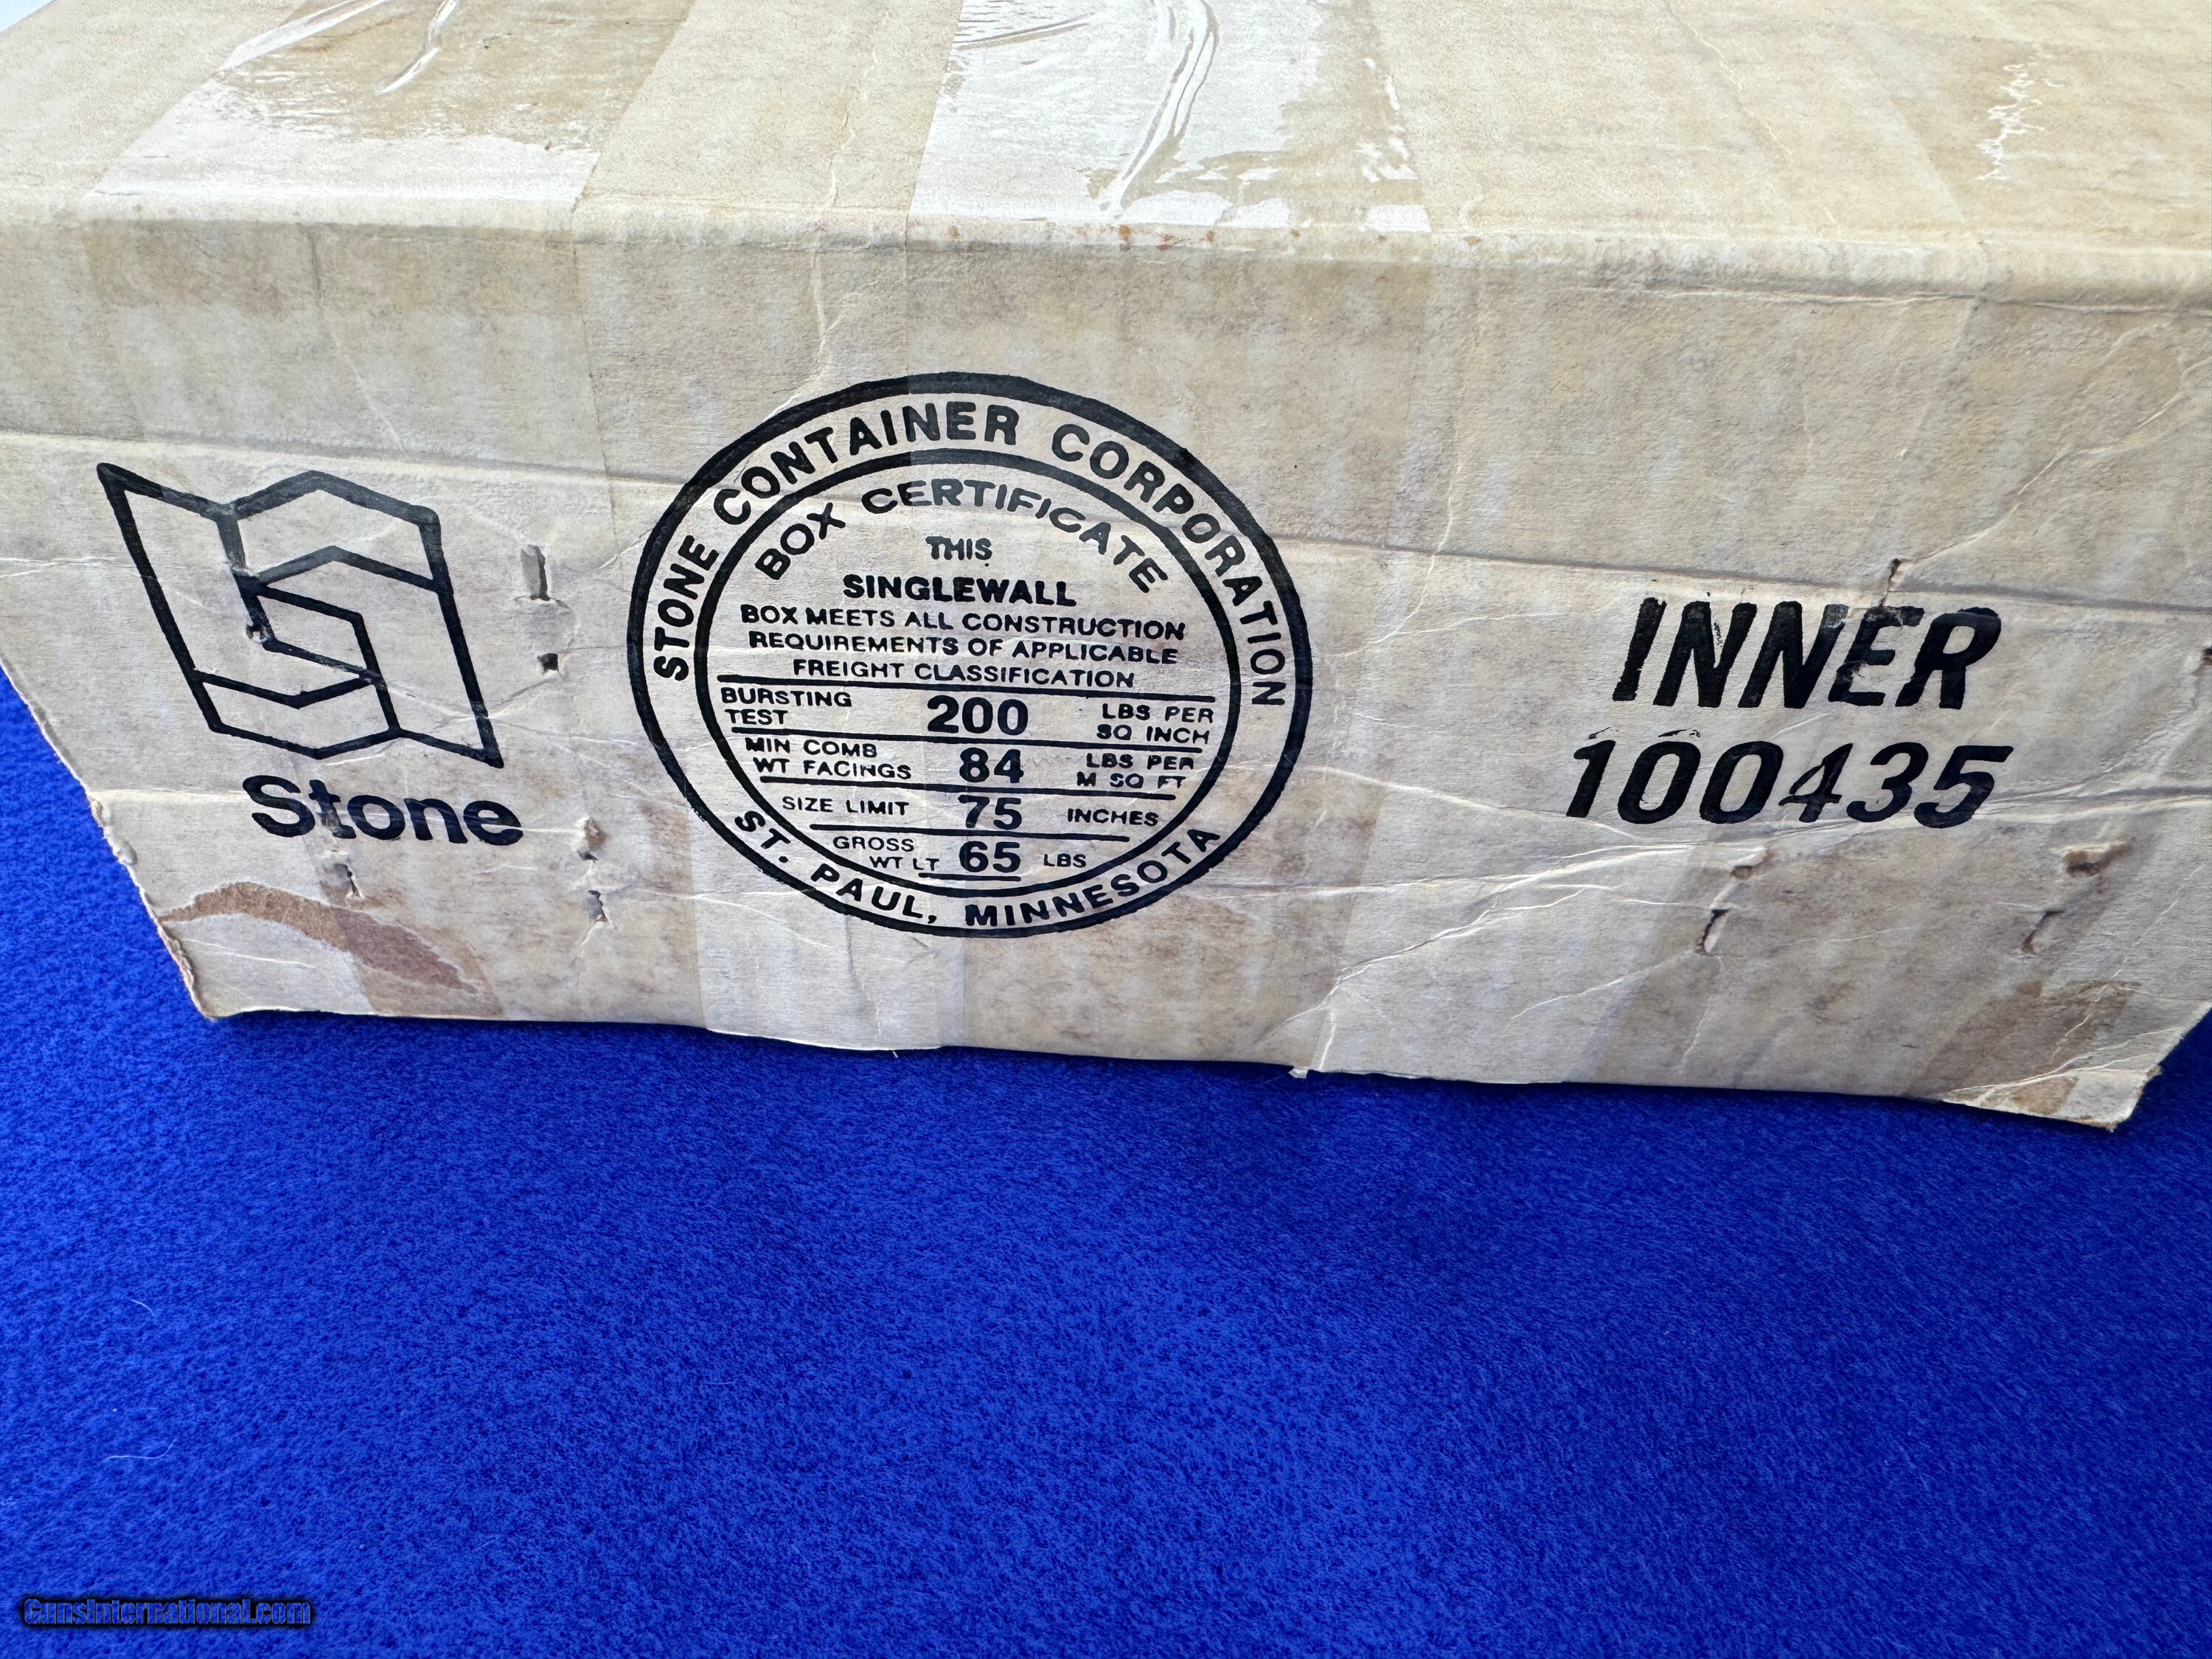 STONE CONTAINER CORPORATION
BOX CERTIFICATE
THIS
SINGLEWALL
BOX MEETS ALL CONSTRUCTION
REQUIREMENTS OF APPLICABLE
FREIGHT CLASSIFICATION
BURSTING TEST 200 LBS PER SQ INCH
MIN COMB WT FACINGS 84 LBS PER M SQ FT
SIZE LIMIT 75 INCHES
GROSS WT LT 65 LBS
ST. PAUL, MINNESOTA
Stone
INNER
100435
GunsInternational.com